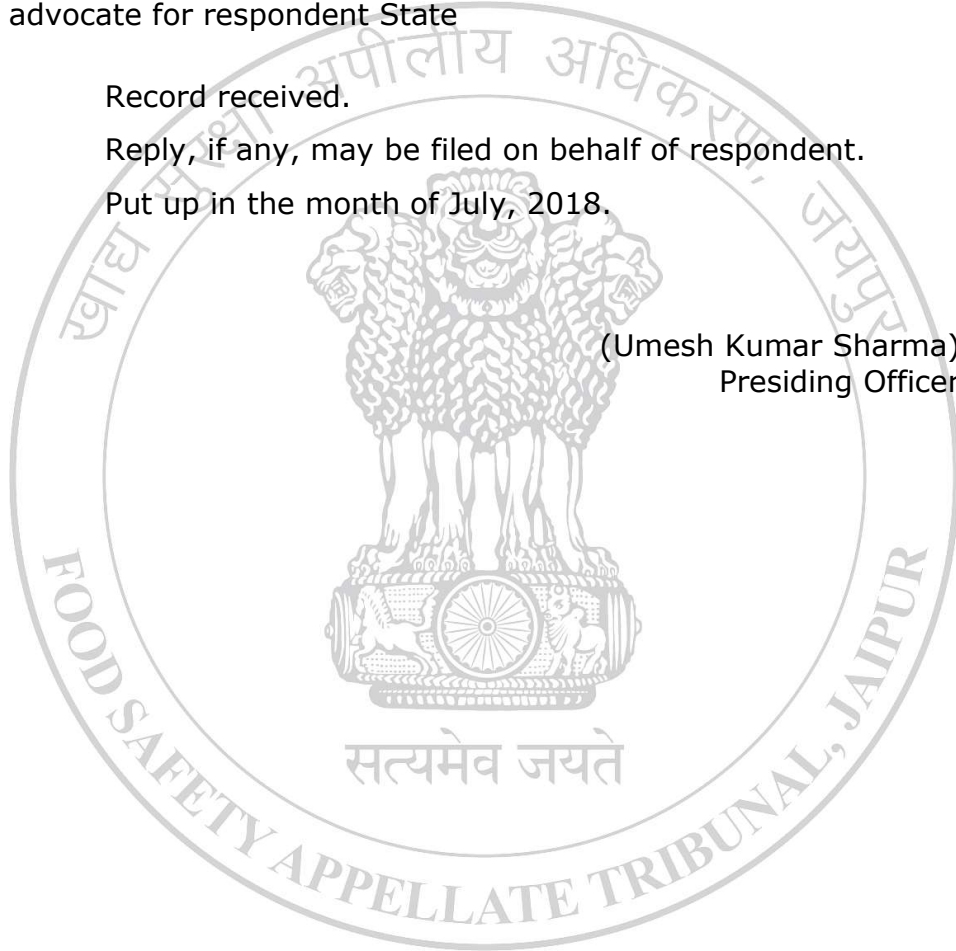 advocate for respondent State
Record received.
Reply, if any, may be filed on behalf of respondent.
Put up in the month of July, 2018.
(Umesh Kumar Sharma)
Presiding Officer
खाद्य सुरक्षा अपीलीय अधिकरण, जयपुर
सत्यमेव जयते
FOOD SAFETY APPELLATE TRIBUNAL, JAIPUR